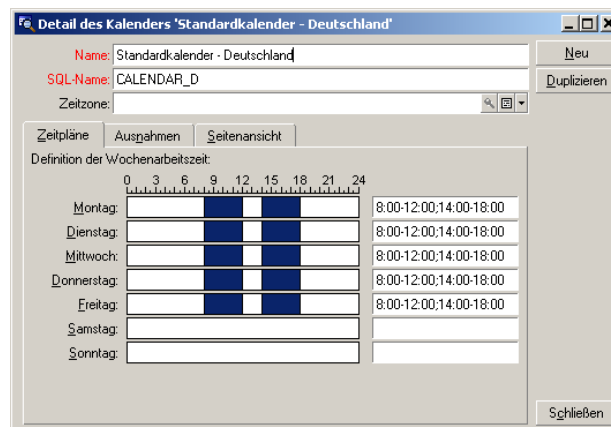 Detail des Kalenders 'Standardkalender - Deutschland'
Name: Standardkalender - Deutschland
Neu
SQL-Name: CALENDAR_D
Duplizieren
Zeitzone:
Zeitpläne Ausnahmen Seitenansicht
Definition der Wochenarbeitszeit:
0 3 6 9 12 15 18 21 24
Montag: 8:00-12:00;14:00-18:00
Dienstag: 8:00-12:00;14:00-18:00
Mittwoch: 8:00-12:00;14:00-18:00
Donnerstag: 8:00-12:00;14:00-18:00
Freitag: 8:00-12:00;14:00-18:00
Samstag:
Sonntag:
Schließen